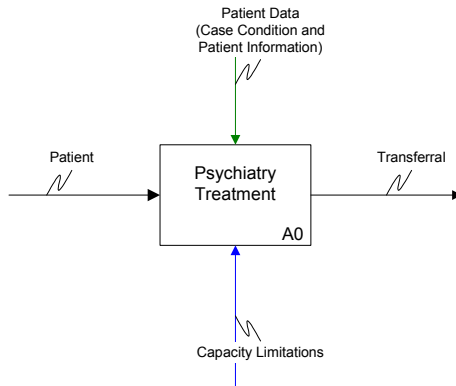 Patient Data
(Case Condition and
Patient Information)
Patient
Psychiatry
Treatment
A0
Transferral
Capacity Limitations